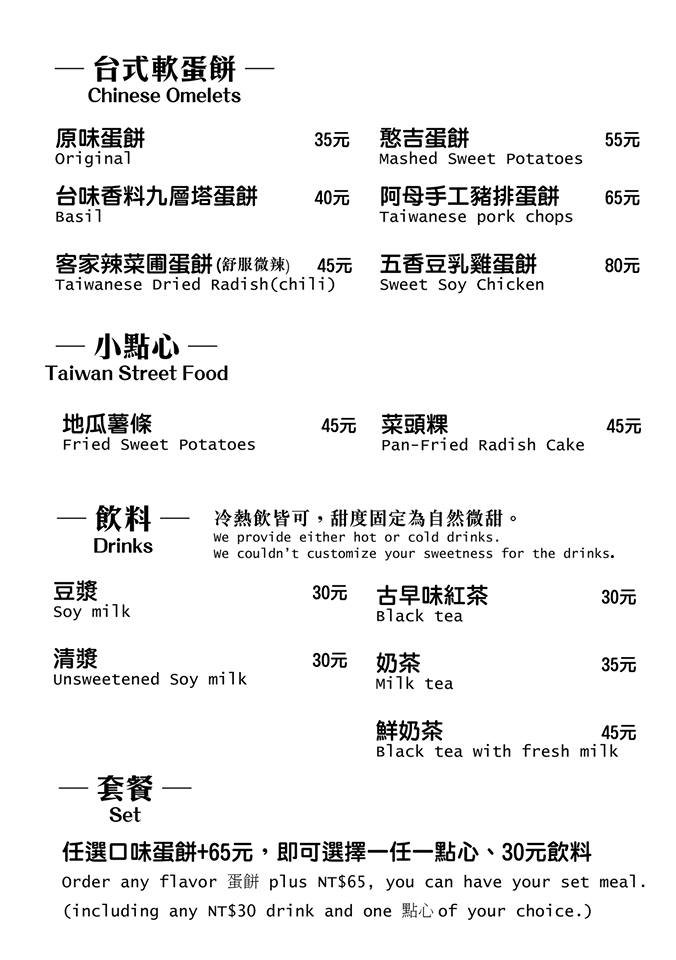 台式軟蛋餅
Chinese Omelets
原味蛋餅 35元
Original
憨吉蛋餅 55元
Mashed Sweet Potatoes
台味香料九層塔蛋餅 40元
Basil
阿母手工豬排蛋餅 65元
Taiwanese pork chops
客家辣菜圃蛋餅(舒服微辣) 45元
Taiwanese Dried Radish(chili)
五香豆乳雞蛋餅 80元
Sweet Soy Chicken
小點心
Taiwan Street Food
地瓜薯條 45元
Fried Sweet Potatoes
菜頭粿 45元
Pan-Fried Radish Cake
飲料
Drinks
冷熱飲皆可，甜度固定為自然微甜。
We provide either hot or cold drinks.
We couldn't customize your sweetness for the drinks.
豆漿 30元
Soy milk
古早味紅茶 30元
Black tea
清漿 30元
Unsweetened Soy milk
奶茶 35元
Milk tea
鮮奶茶 45元
Black tea with fresh milk
套餐
Set
任選口味蛋餅+65元，即可選擇一任一點心、30元飲料
Order any flavor 蛋餅 plus NT$65, you can have your set meal.
(including any NT$30 drink and one 點心 of your choice.)